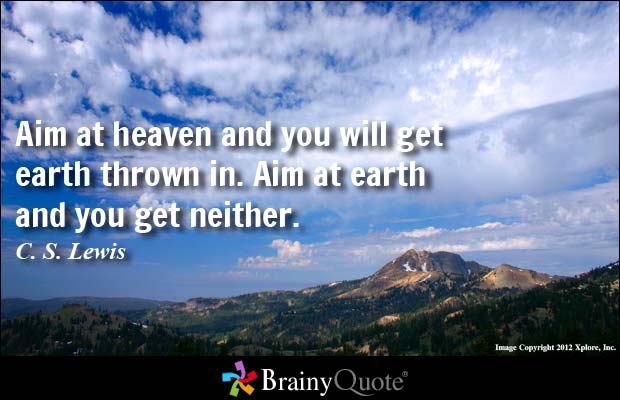 Aim at heaven and you will get
earth thrown in. Aim at earth
and you get neither.
C. S. Lewis
Image Copyright 2012 Xplore, Inc.
BrainyQuote®